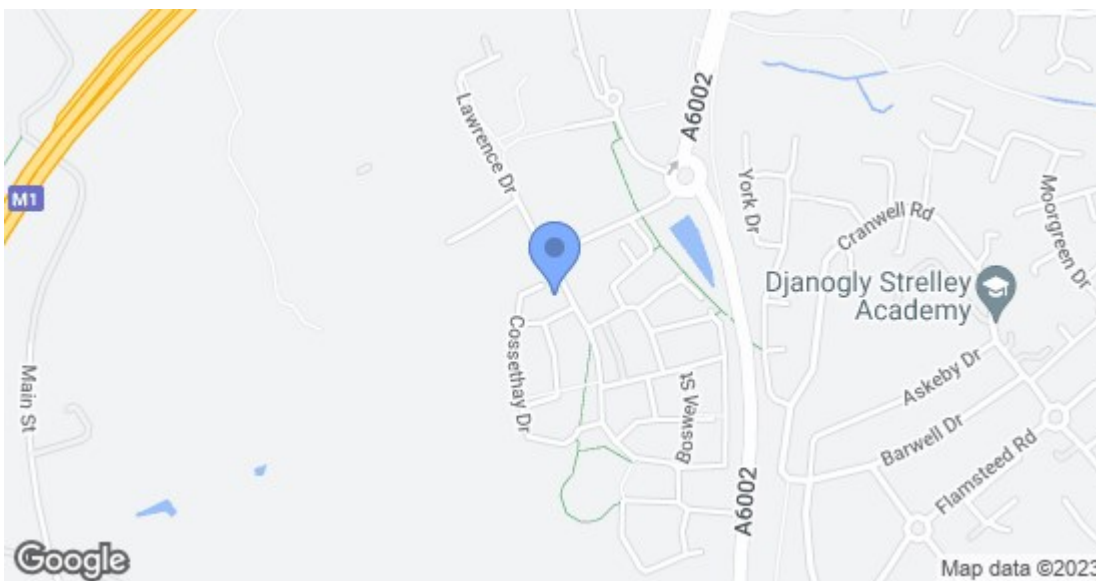 A6002
Lawrence Dr
York Dr
Cranwell Rd
Moorgreen Dr
M1
Djanogly Strelley
Academy
Cossethay Dr
Main St
Boswell St
Askeby Dr
Barwell Dr
Flamsteed Rd
A6002
Google
Map data ©2023